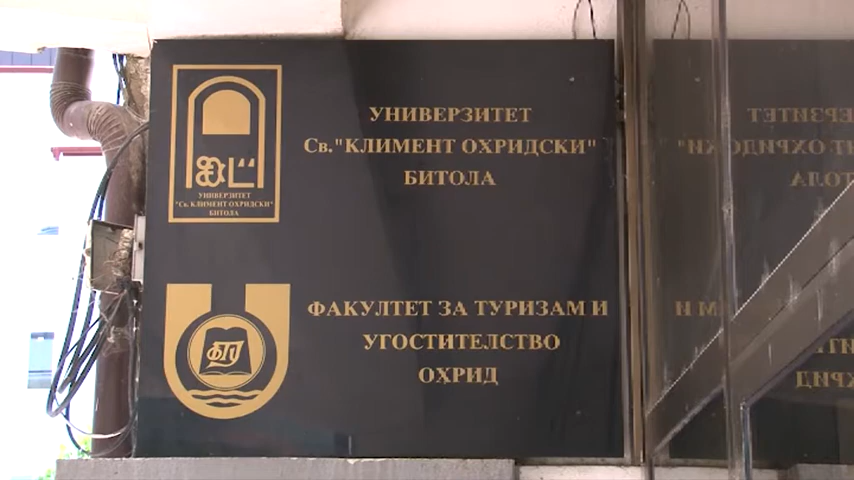 УНИВЕРЗИТЕТ
Св."КЛИМЕНТ ОХРИДСКИ"
БИТОЛА
УНИВЕРЗИТЕТ
"Св. КЛИМЕНТ ОХРИДСКИ"
БИТОЛА
ФАКУЛТЕТ ЗА ТУРИЗАМ И
УГОСТИТЕЛСТВО
ОХРИД